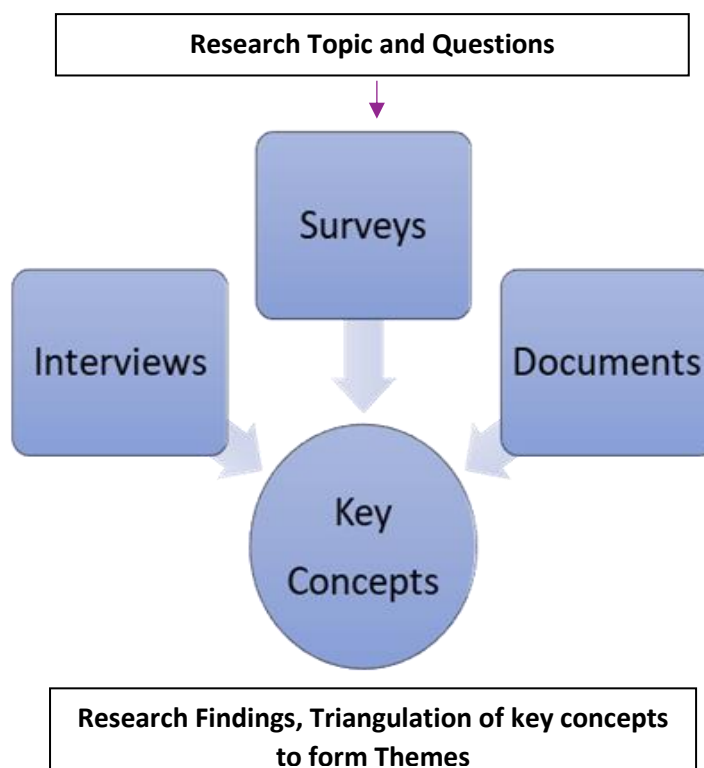 Research Topic and Questions
Surveys
Interviews
Documents
Key
Concepts
Research Findings, Triangulation of key concepts
to form Themes